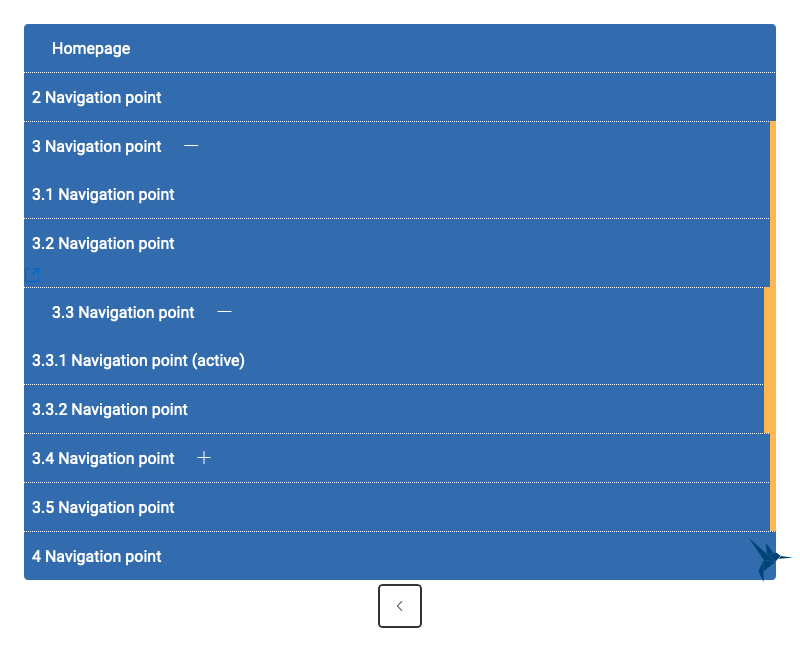 Homepage
2 Navigation point
3 Navigation point
3.1 Navigation point
3.2 Navigation point
3.3 Navigation point
3.3.1 Navigation point (active)
3.3.2 Navigation point
3.4 Navigation point
3.5 Navigation point
4 Navigation point